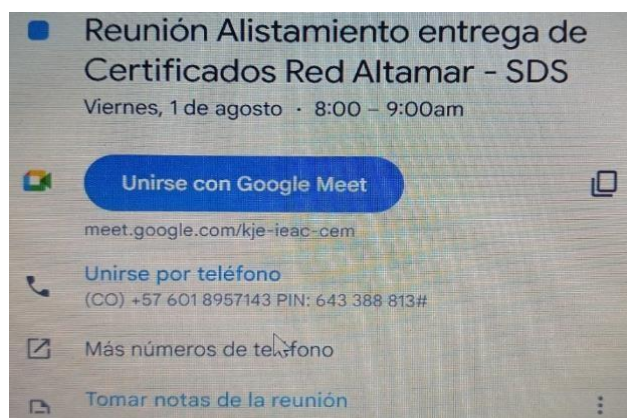 Reunión Alistamiento entrega de
Certificados Red Altamar - SDS
Viernes, 1 de agosto · 8:00 – 9:00am
Unirse con Google Meet
meet.google.com/kje-ieac-cem
Unirse por teléfono
(CO) +57 601 8957143 PIN: 643 388 813#
Más números de teléfono
Tomar notas de la reunión